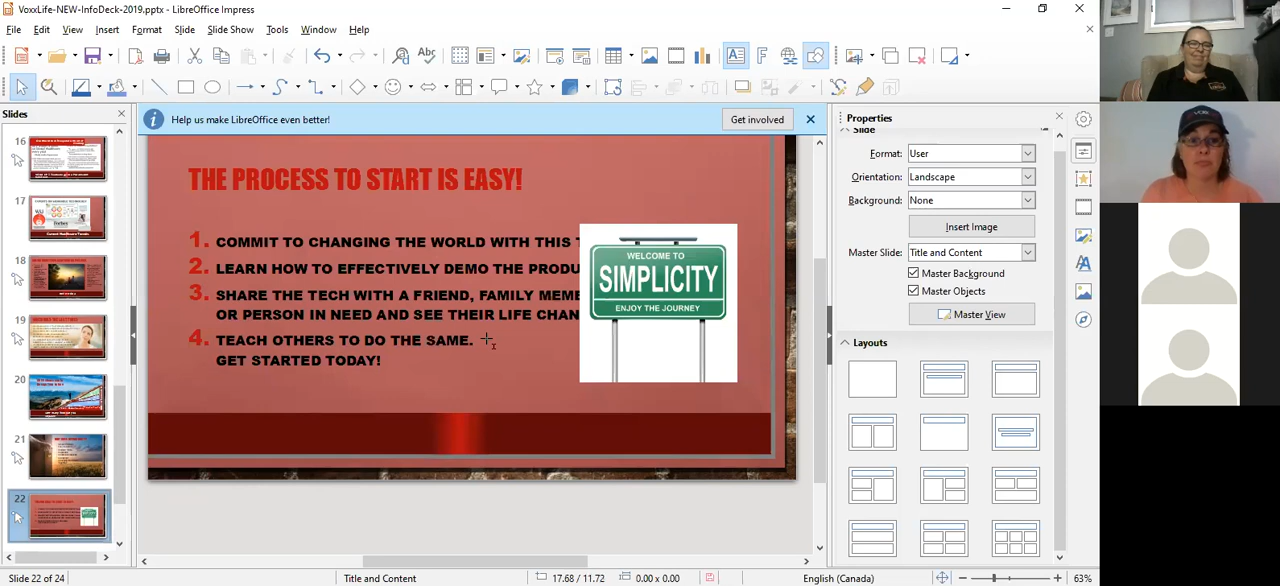 VoxxLife-NEW-InfoDeck-2019.pptx - LibreOffice Impress
File Edit View Insert Format Slide Slide Show Tools Window Help
Slides
Help us make LibreOffice even better!
Get involved
16
17
18
19
20
21
22
THE PROCESS TO START IS EASY!
1. COMMIT TO CHANGING THE WORLD WITH THIS
2. LEARN HOW TO EFFECTIVELY DEMO THE PRODU
3. SHARE THE TECH WITH A FRIEND, FAMILY MEMB
OR PERSON IN NEED AND SEE THEIR LIFE CHAN
4. TEACH OTHERS TO DO THE SAME.
GET STARTED TODAY!
WELCOME TO
SIMPLICITY
ENJOY THE JOURNEY
Properties
Slide
Format: User
Orientation: Landscape
Background: None
Insert Image
Master Slide: Title and Content
Master Background
Master Objects
Master View
Layouts
Slide 22 of 24
Title and Content
17.68 / 11.72
0.00 x 0.00
English (Canada)
63%